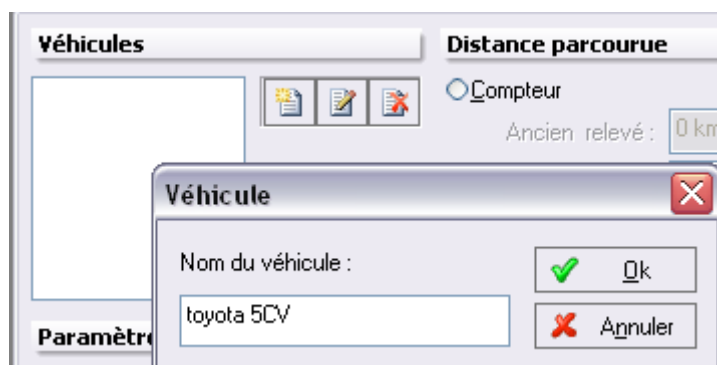 Véhicules
Distance parcourue
Compteur
Ancien relevé :
0 km
Véhicule
Nom du véhicule :
Ok
toyota 5CV
Annuler
Paramètre